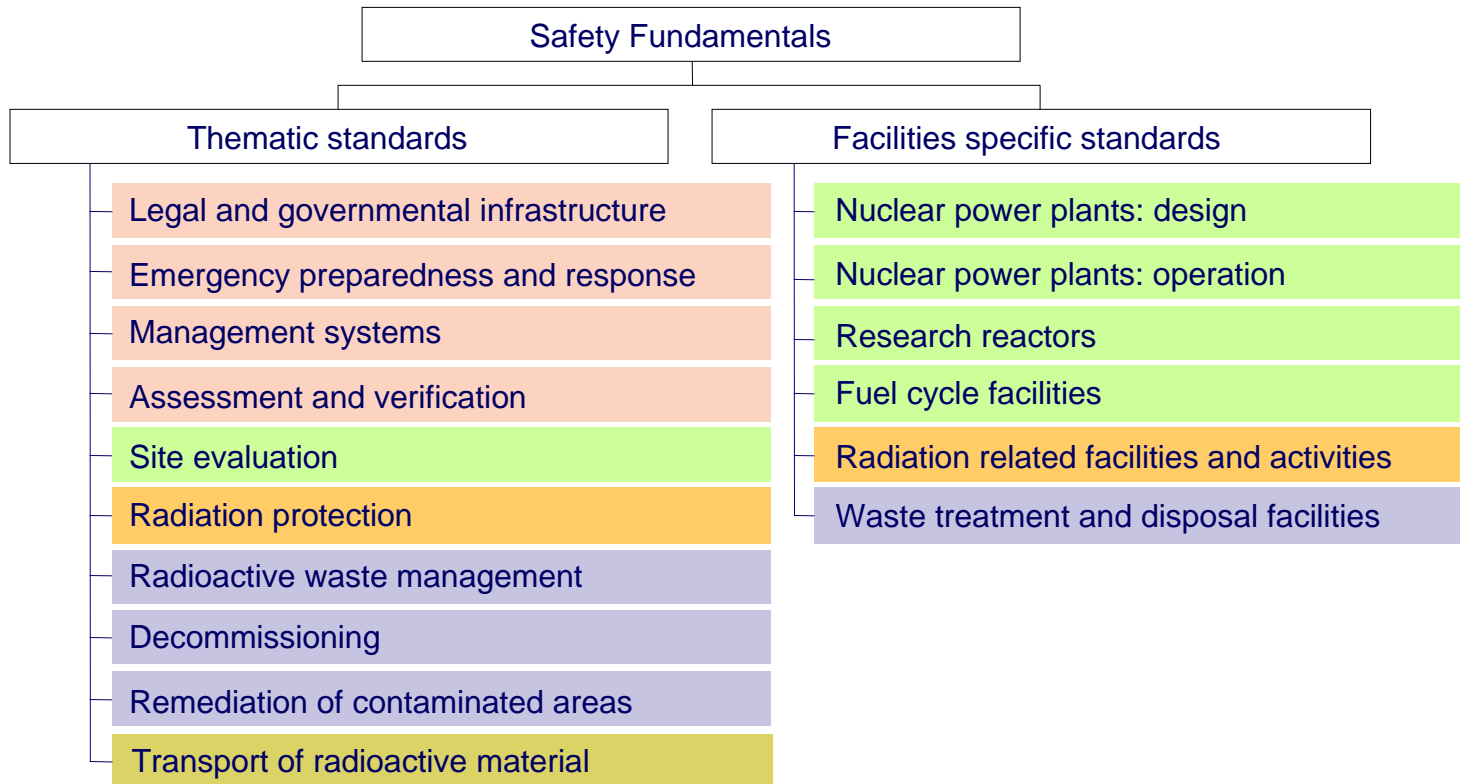 Safety Fundamentals
Thematic standards
Legal and governmental infrastructure
Emergency preparedness and response
Management systems
Assessment and verification
Site evaluation
Radiation protection
Radioactive waste management
Decommissioning
Remediation of contaminated areas
Transport of radioactive material
Facilities specific standards
Nuclear power plants: design
Nuclear power plants: operation
Research reactors
Fuel cycle facilities
Radiation related facilities and activities
Waste treatment and disposal facilities